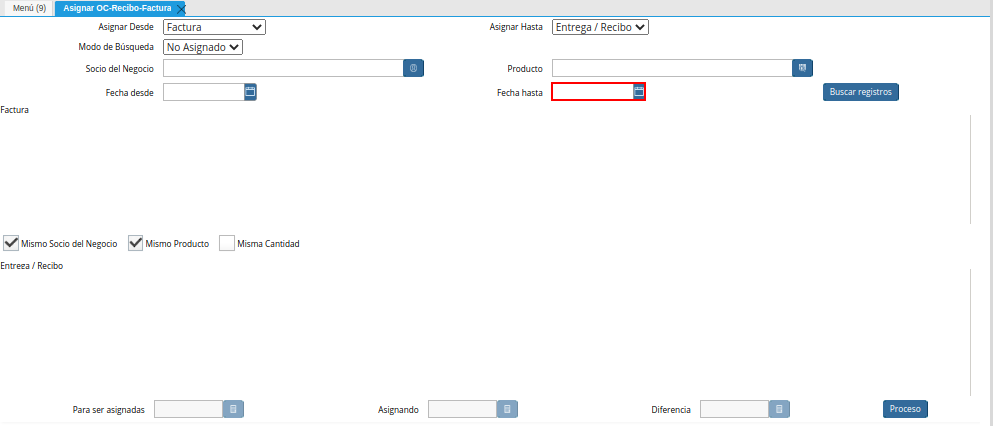 Menú (9) Asignar OC-Recibo-Factura
Asignar Desde Factura Asignar Hasta Entrega / Recibo
Modo de Búsqueda No Asignado
Socio del Negocio Producto
Fecha desde Fecha hasta Buscar registros
Factura
Mismo Socio del Negocio Mismo Producto Misma Cantidad
Entrega / Recibo
Para ser asignadas Asignando Diferencia Proceso